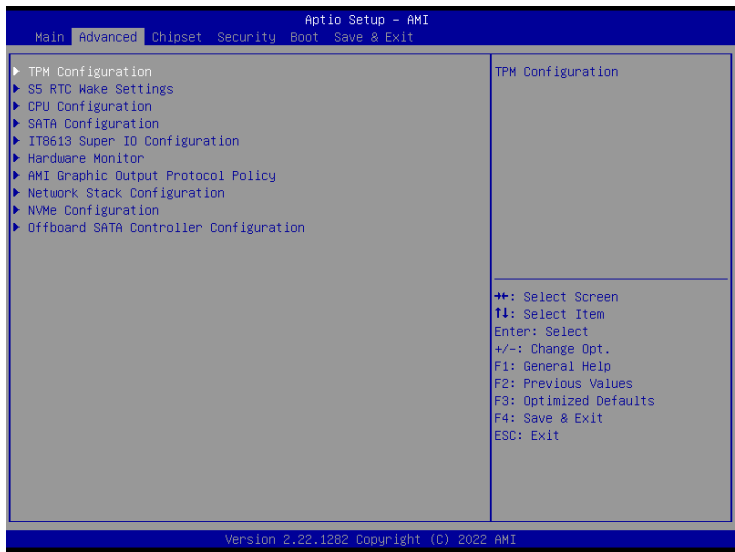 Aptio Setup - AMI
Main Advanced Chipset Security Boot Save & Exit
TPM Configuration
S5 RTC Wake Settings
CPU Configuration
SATA Configuration
IT8613 Super IO Configuration
Hardware Monitor
AMI Graphic Output Protocol Policy
Network Stack Configuration
NVMe Configuration
Offboard SATA Controller Configuration
TPM Configuration
→←: Select Screen
↑↓: Select Item
Enter: Select
+/-: Change Opt.
F1: General Help
F2: Previous Values
F3: Optimized Defaults
F4: Save & Exit
ESC: Exit
Version 2.22.1282 Copyright (C) 2022 AMI